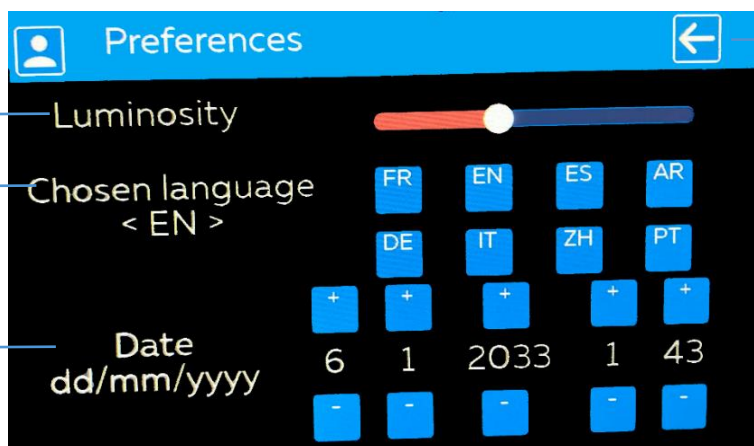 Preferences
Luminosity
Chosen language
< EN >
FR EN ES AR
DE IT ZH PT
+ + + + +
Date
dd/mm/yyyy
6 1 2033 1 43
- - - - -